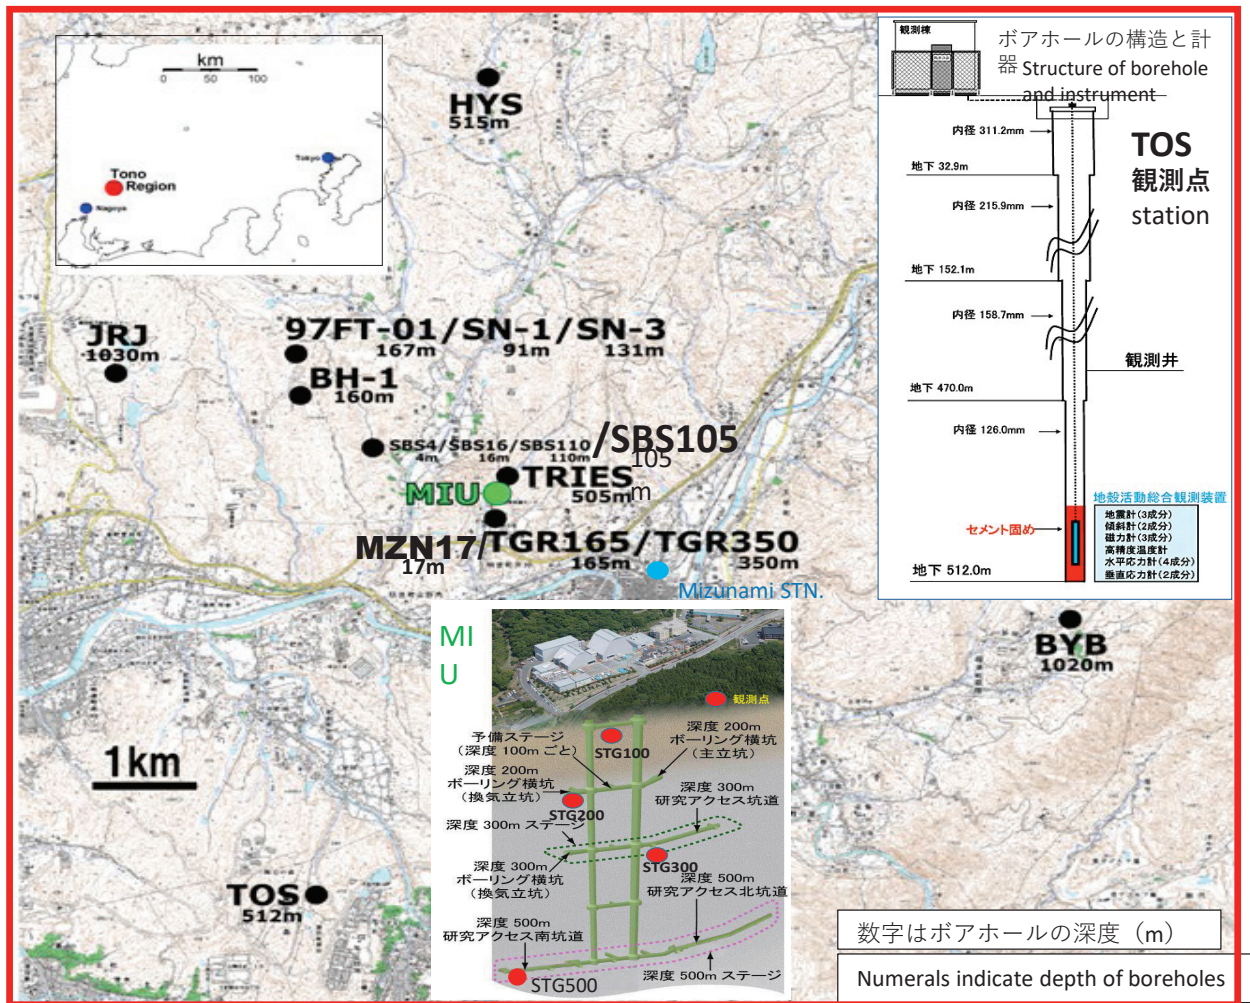 km
0 50 100
Tokyo
Tono
Region
Nagoya
HYS
515m
JRJ
1030m
97FT-01/SN-1/SN-3
167m 91m 131m
BH-1
160m
SBS4/SBS16/SBS110/SBS105
4m 16m 110m 105
m
TRIES
505m
MIU
MZN17/TGR165/TGR350
17m 165m 350m
Mizunami STN.
BYB
1020m
1km
TOS
512m
観測棟
ボアホールの構造と計
器 Structure of borehole
and instrument
TOS
観測点
station
内径 311.2mm
地下 32.9m
内径 215.9mm
地下 152.1m
内径 158.7mm
観測井
地下 470.0m
内径 126.0mm
地殻活動総合観測装置
地震計(3成分)
傾斜計(2成分)
磁力計(3成分)
高精度温度計
水平応力計(4成分)
垂直応力計(2成分)
セメント固め
地下 512.0m
MI
U
観測点
予備ステージ
(深度 100m ごと)
STG100
深度 200m
ボーリング横坑
(主立坑)
深度 200m
ボーリング横坑
(換気立坑)
STG200
深度 300m
研究アクセス坑道
深度 300m ステージ
STG300
深度 300m
ボーリング横坑
(換気立坑)
深度 500m
研究アクセス北坑道
深度 500m
研究アクセス南坑道
深度 500m ステージ
STG500
数字はボアホールの深度（m）
Numerals indicate depth of boreholes